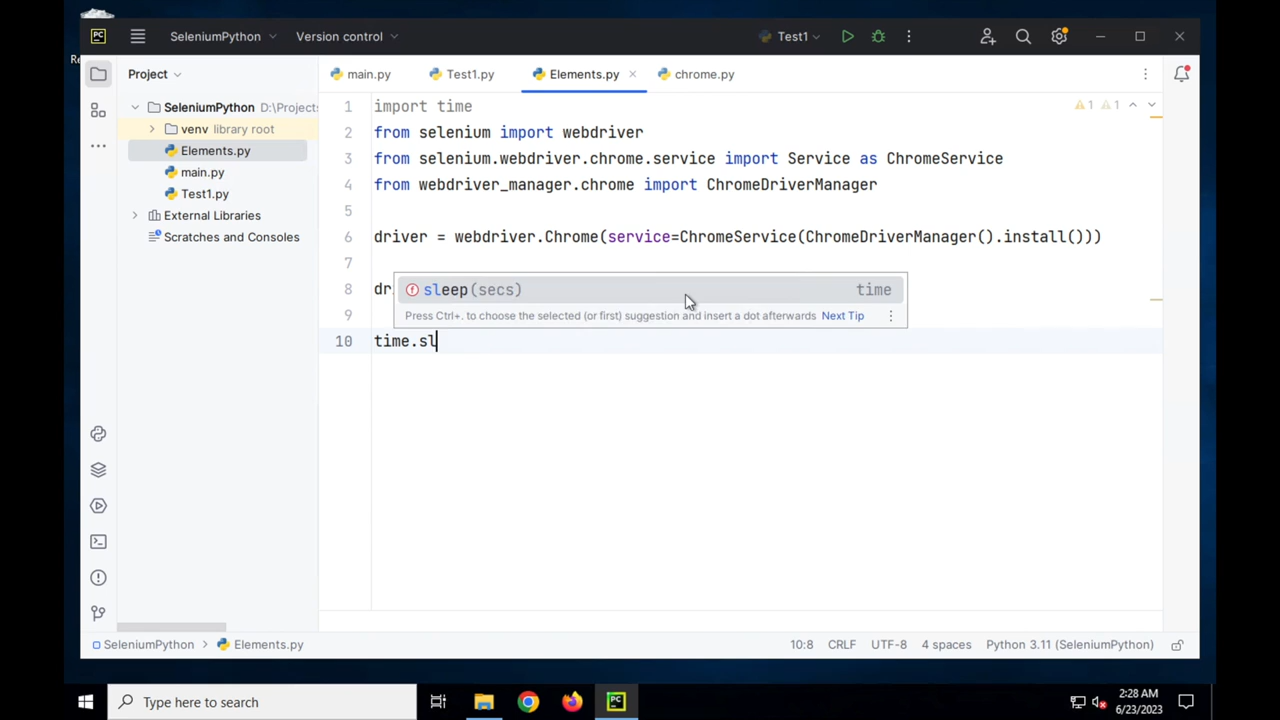 PC
SeleniumPython
Version control
Test1
Re
Project
main.py
Test1.py
Elements.py
chrome.py
SeleniumPython D:\Projects
venv library root
Elements.py
main.py
Test1.py
External Libraries
Scratches and Consoles
1 import time
2 from selenium import webdriver
3 from selenium.webdriver.chrome.service import Service as ChromeService
4 from webdriver_manager.chrome import ChromeDriverManager
5
6 driver = webdriver.Chrome(service=ChromeService(ChromeDriverManager().install()))
7
8 dr
9
10 time.sl
1 1
f sleep(secs) time
Press Ctrl+. to choose the selected (or first) suggestion and insert a dot afterwards Next Tip
SeleniumPython > Elements.py
10:8 CRLF UTF-8 4 spaces Python 3.11 (SeleniumPython)
Type here to search
PC
2:28 AM
6/23/2023